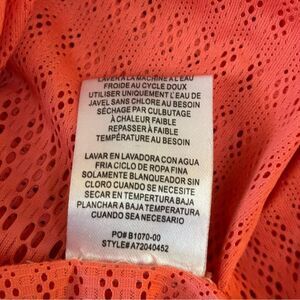 LAVER A LA MACHINE A L'EAU
FROIDE AU CYCLE DOUX
UTILISER UNIQUEMENT L'EAU DE
JAVEL SANS CHLORE AU BESOIN
SÉCHAGE PAR CULBUTAGE
À CHALEUR FAIBLE
REPASSER À FAIBLE
TEMPÉRATURE AU BESOIN
LAVAR EN LAVADORA CON AGUA
FRIA CICLO DE ROPA FINA
SOLAMENTE BLANQUEADOR SIN
CLORO CUANDO SE NECESITE
SECAR EN TEMPERTURA BAJA
PLANCHAR A BAJA TEMPERATURA
CUANDO SEA NECESARIO
PO# B1070-00
STYLE#A72040452